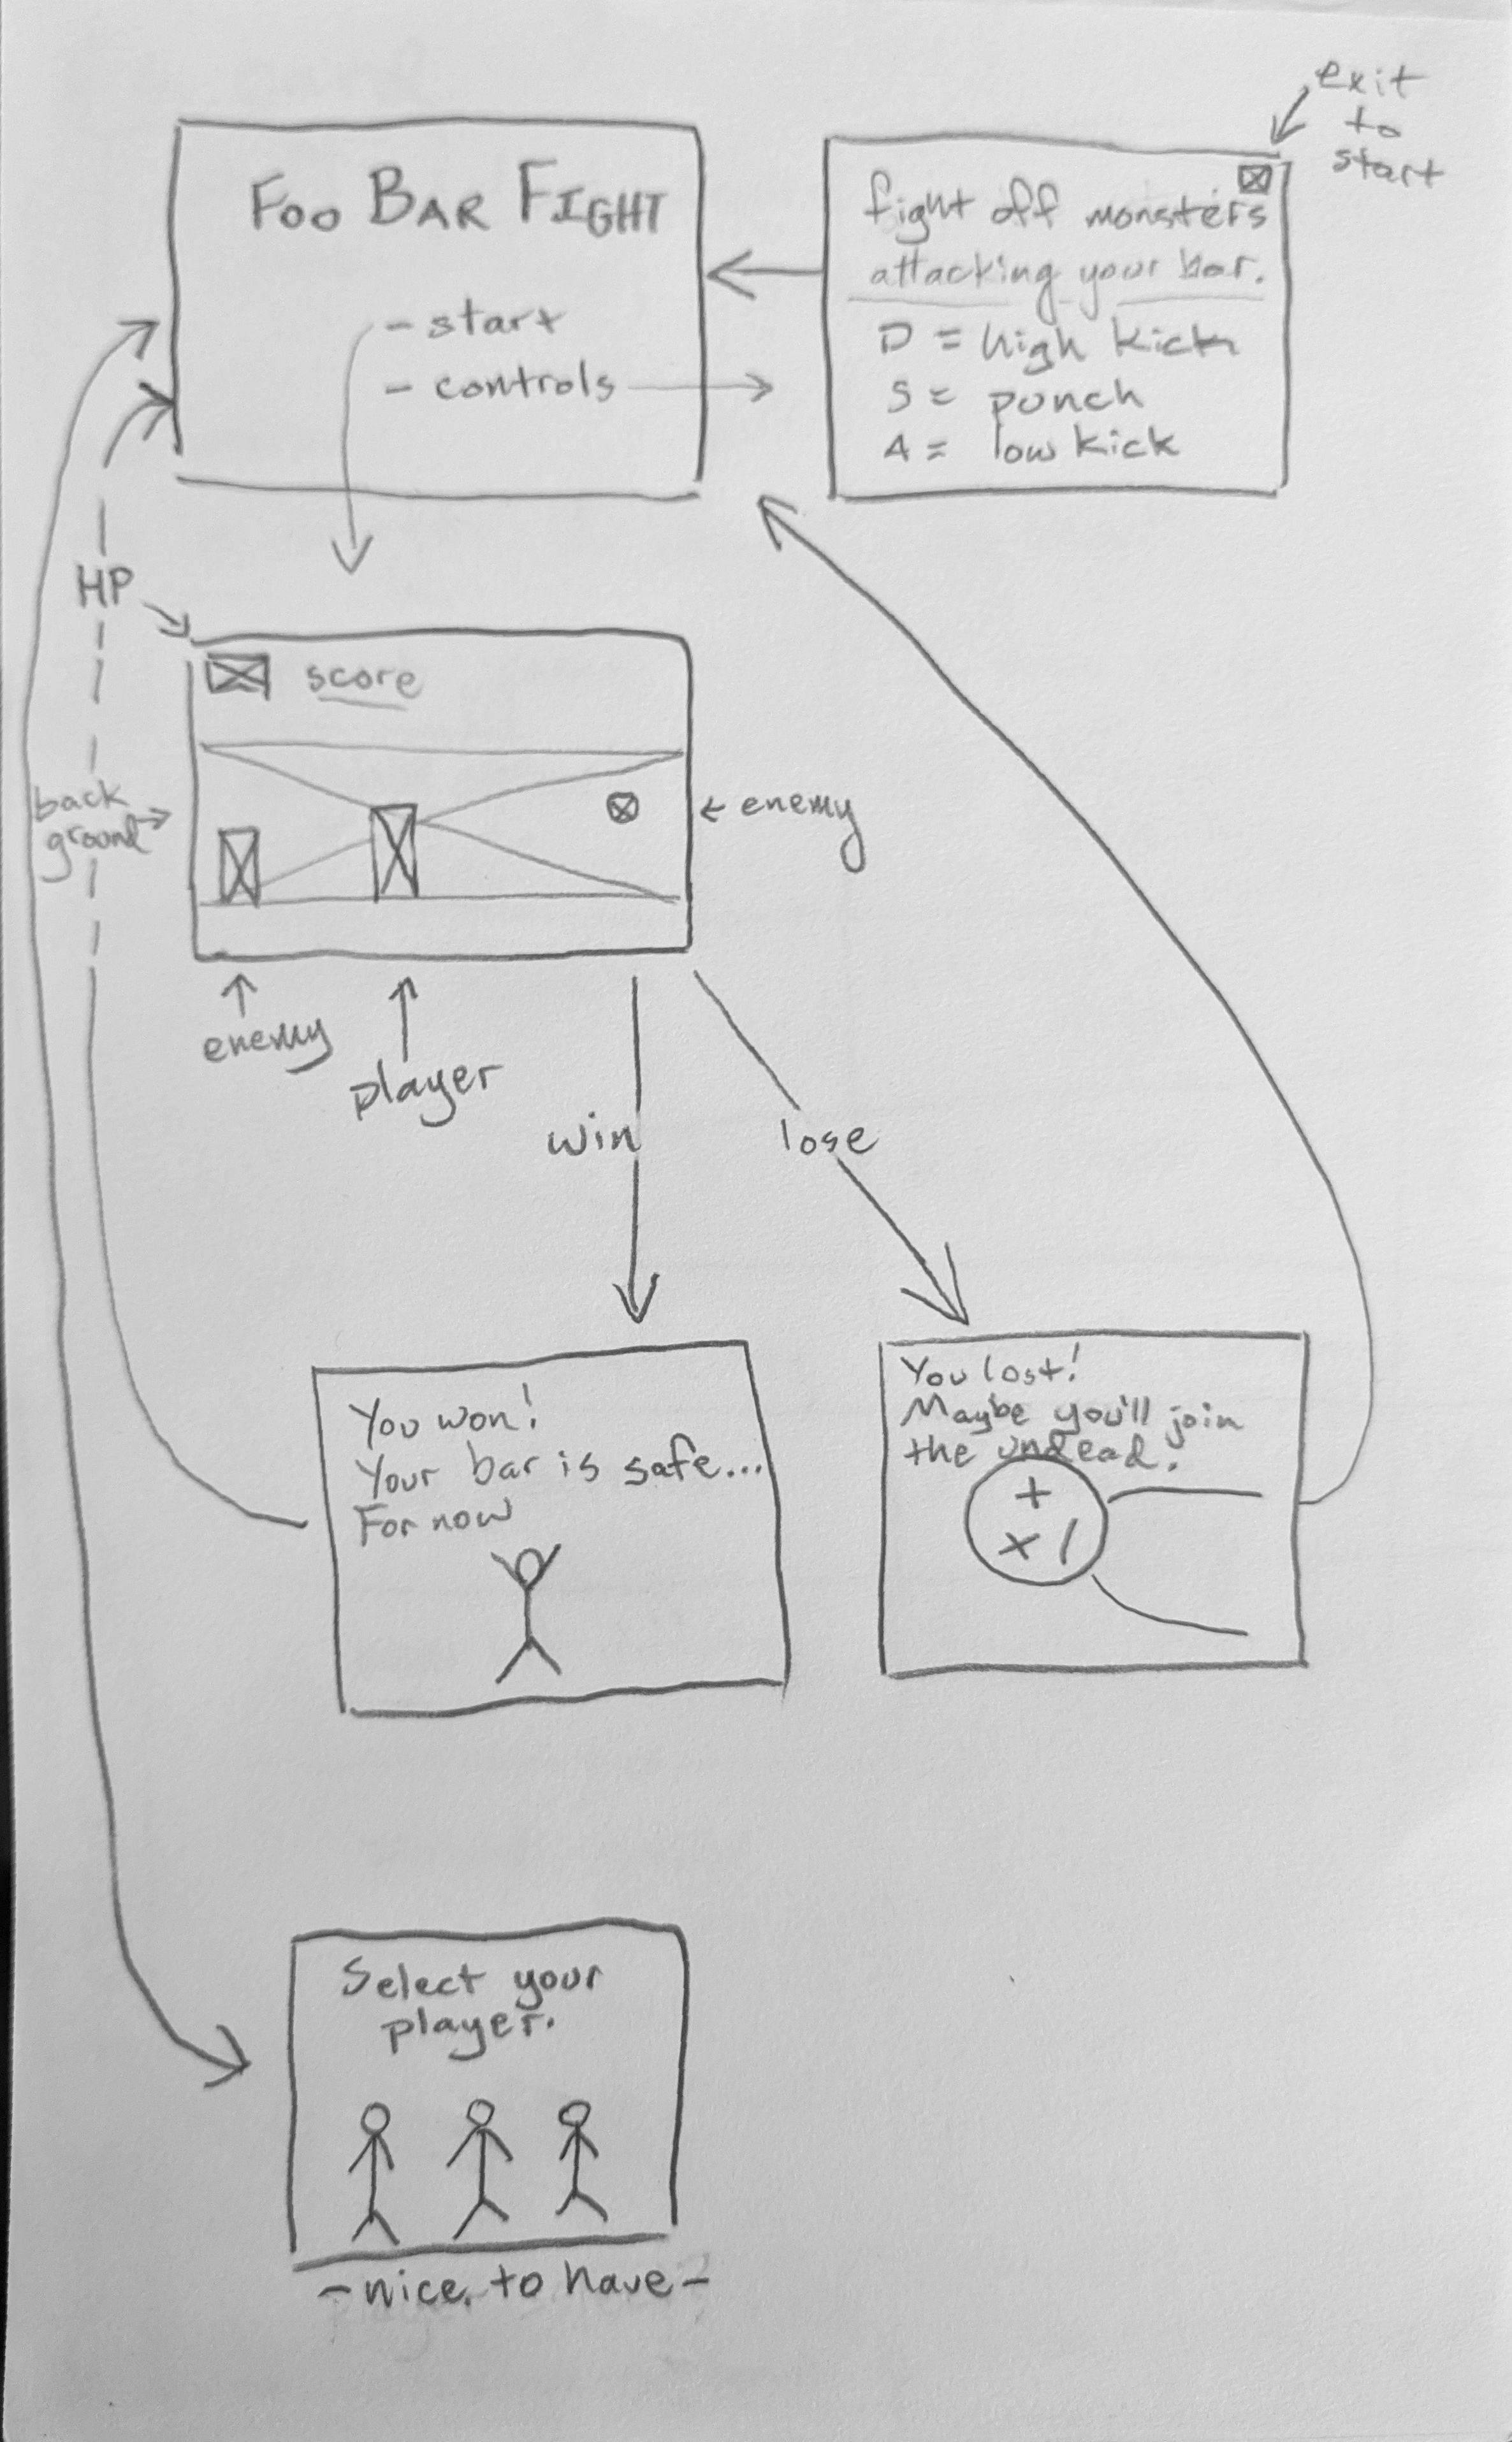 Foo Bar Fight
- start
- controls
exit
to
start
fight off monsters
attacking your bar.
D = high kick
S = punch
A = low kick
HP
score
back
ground
enemy
enemy
player
win
lose
You won!
Your bar is safe...
For now
You lost!
Maybe you'll join
the undead.
Select your
player.
- nice to have -